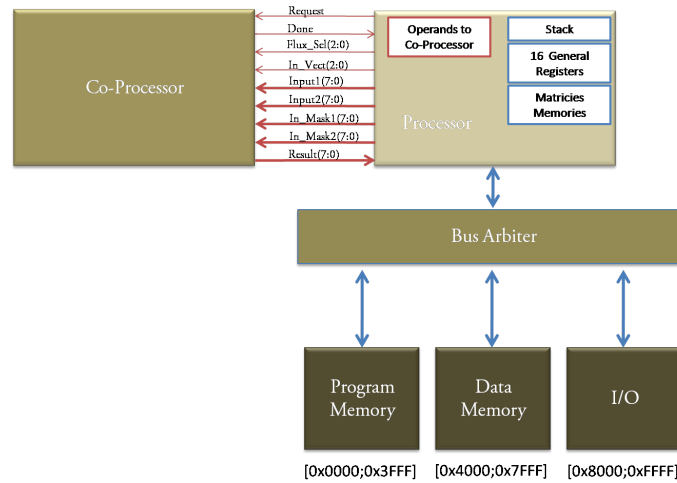 Request
Done
Flux_Sel(2:0)
In_Vect(2:0)
Input1(7:0)
Input2(7:0)
In_Mask1(7:0)
In_Mask2(7:0)
Result(7:0)
Co-Processor
Operands to
Co-Processor
Stack
16 General
Registers
Matricies
Memories
Processor
Bus Arbiter
Program
Memory
Data
Memory
I/O
[0x0000;0x3FFF]
[0x4000;0x7FFF]
[0x8000;0xFFFF]